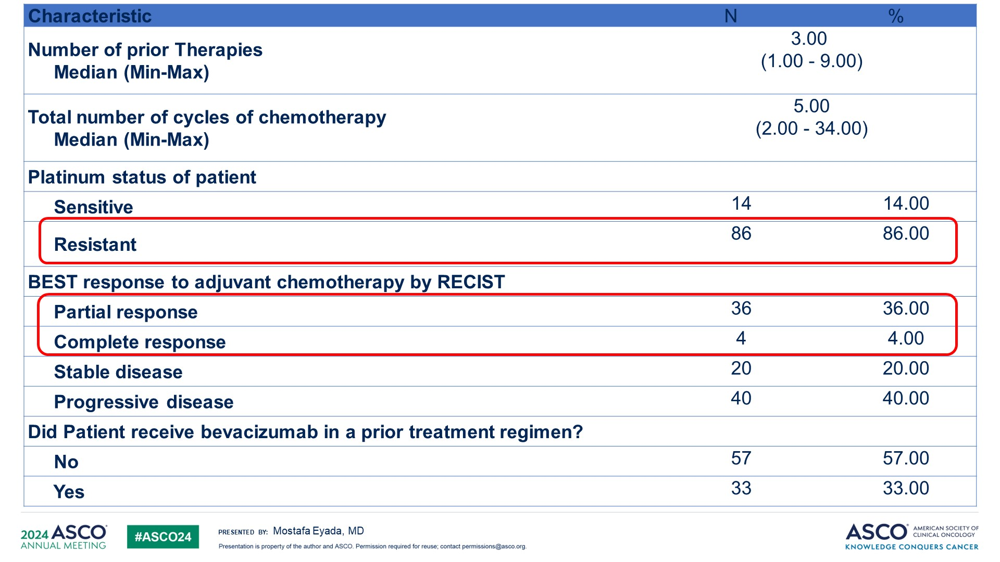 Characteristic N %
Number of prior Therapies
Median (Min-Max)
3.00
(1.00 - 9.00)
Total number of cycles of chemotherapy
Median (Min-Max)
5.00
(2.00 - 34.00)
Platinum status of patient
Sensitive 14 14.00
Resistant 86 86.00
BEST response to adjuvant chemotherapy by RECIST
Partial response 36 36.00
Complete response 4 4.00
Stable disease 20 20.00
Progressive disease 40 40.00
Did Patient receive bevacizumab in a prior treatment regimen?
No 57 57.00
Yes 33 33.00
2024 ASCO®
ANNUAL MEETING
#ASCO24
PRESENTED BY: Mostafa Eyada, MD
Presentation is property of the author and ASCO. Permission required for reuse; contact permissions@asco.org.
ASCO® AMERICAN SOCIETY OF
CLINICAL ONCOLOGY
KNOWLEDGE CONQUERS CANCER